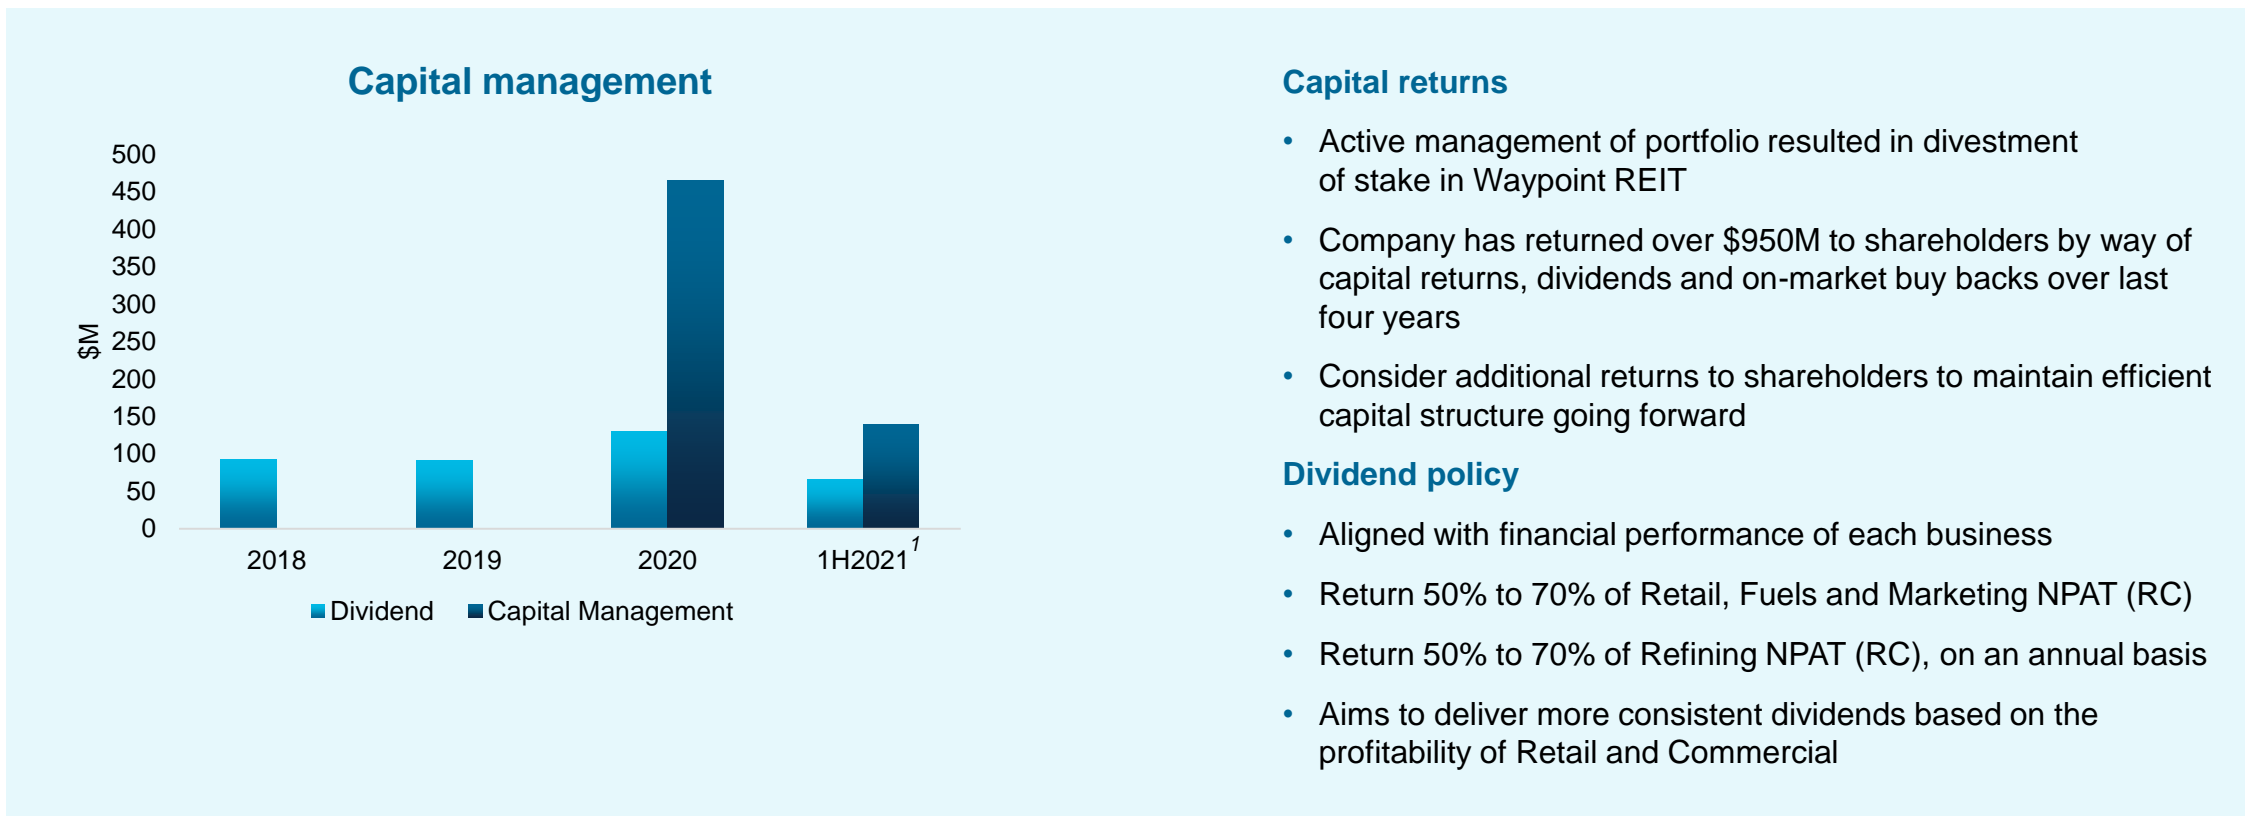 Capital management
$M
500
450
400
350
300
250
200
150
100
50
0
2018
2019
2020
1H2021¹
Dividend
Capital Management
Capital returns
• Active management of portfolio resulted in divestment
of stake in Waypoint REIT
• Company has returned over $950M to shareholders by way of
capital returns, dividends and on-market buy backs over last
four years
• Consider additional returns to shareholders to maintain efficient
capital structure going forward
Dividend policy
• Aligned with financial performance of each business
• Return 50% to 70% of Retail, Fuels and Marketing NPAT (RC)
• Return 50% to 70% of Refining NPAT (RC), on an annual basis
• Aims to deliver more consistent dividends based on the
profitability of Retail and Commercial